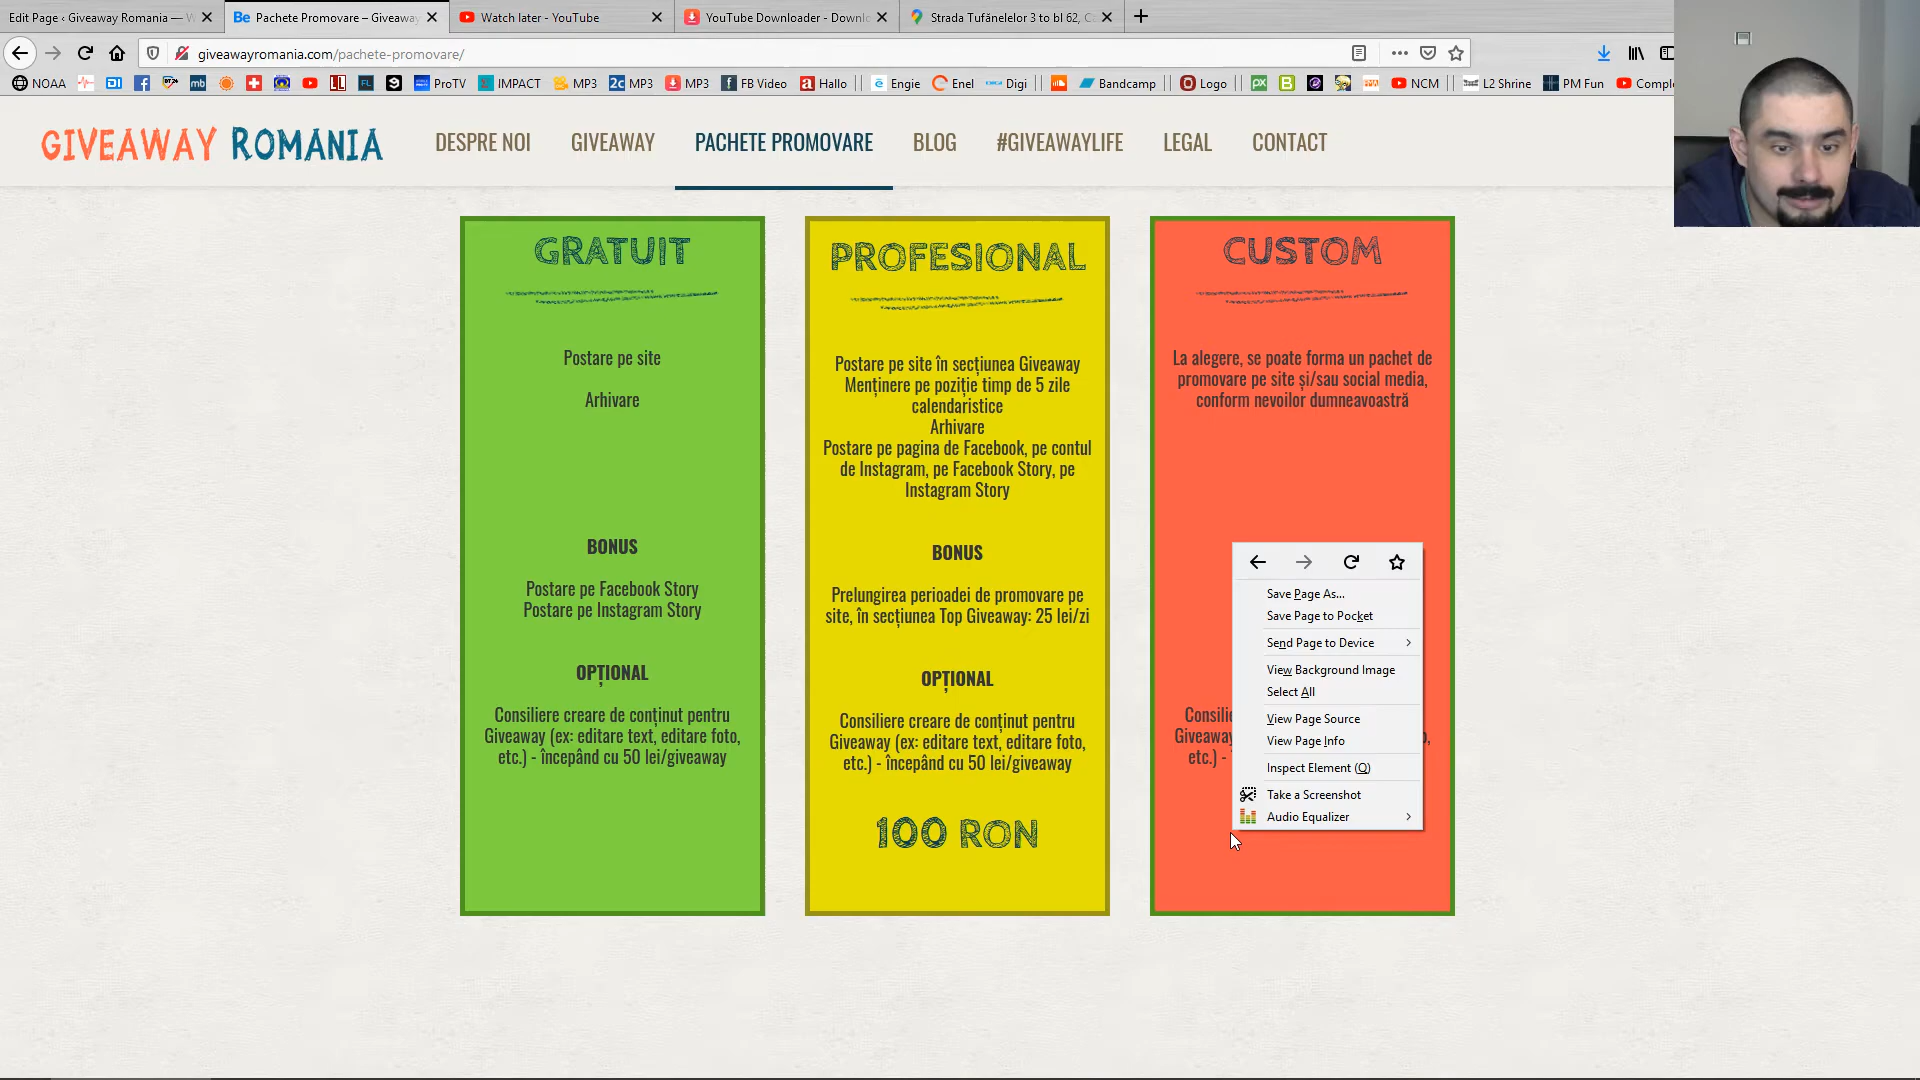 Edit Page ‹ Giveaway Romania —
Be Pachete Promovare – Giveaway
Watch later - YouTube
YouTube Downloader - Downl
Strada Tufănelelor 3 to bl 62, C
giveawayromania.com/pachete-promovare/
NOAA
ProTV
IMPACT
MP3
2c MP3
MP3
FB Video
Hallo
Engie
Enel
Digi
Bandcamp
Logo
NCM
L2 Shrine
PM Fun
Comple
GIVEAWAY ROMANIA
DESPRE NOI
GIVEAWAY
PACHETE PROMOVARE
BLOG
#GIVEAWAYLIFE
LEGAL
CONTACT
GRATUIT
Postare pe site
Arhivare
BONUS
Postare pe Facebook Story
Postare pe Instagram Story
OPȚIONAL
Consiliere creare de conținut pentru
Giveaway (ex: editare text, editare foto,
etc.) - începând cu 50 lei/giveaway
PROFESIONAL
Postare pe site în secțiunea Giveaway
Menținere pe poziție timp de 5 zile
calendaristice
Arhivare
Postare pe pagina de Facebook, pe contul
de Instagram, pe Facebook Story, pe
Instagram Story
BONUS
Prelungirea perioadei de promovare pe
site, în secțiunea Top Giveaway: 25 lei/zi
OPȚIONAL
Consiliere creare de conținut pentru
Giveaway (ex: editare text, editare foto,
etc.) - începând cu 50 lei/giveaway
100 RON
CUSTOM
La alegere, se poate forma un pachet de
promovare pe site și/sau social media,
conform nevoilor dumneavoastră
Consili
Giveaway o,
etc.) -
Save Page As...
Save Page to Pocket
Send Page to Device
View Background Image
Select All
View Page Source
View Page Info
Inspect Element (Q)
Take a Screenshot
Audio Equalizer